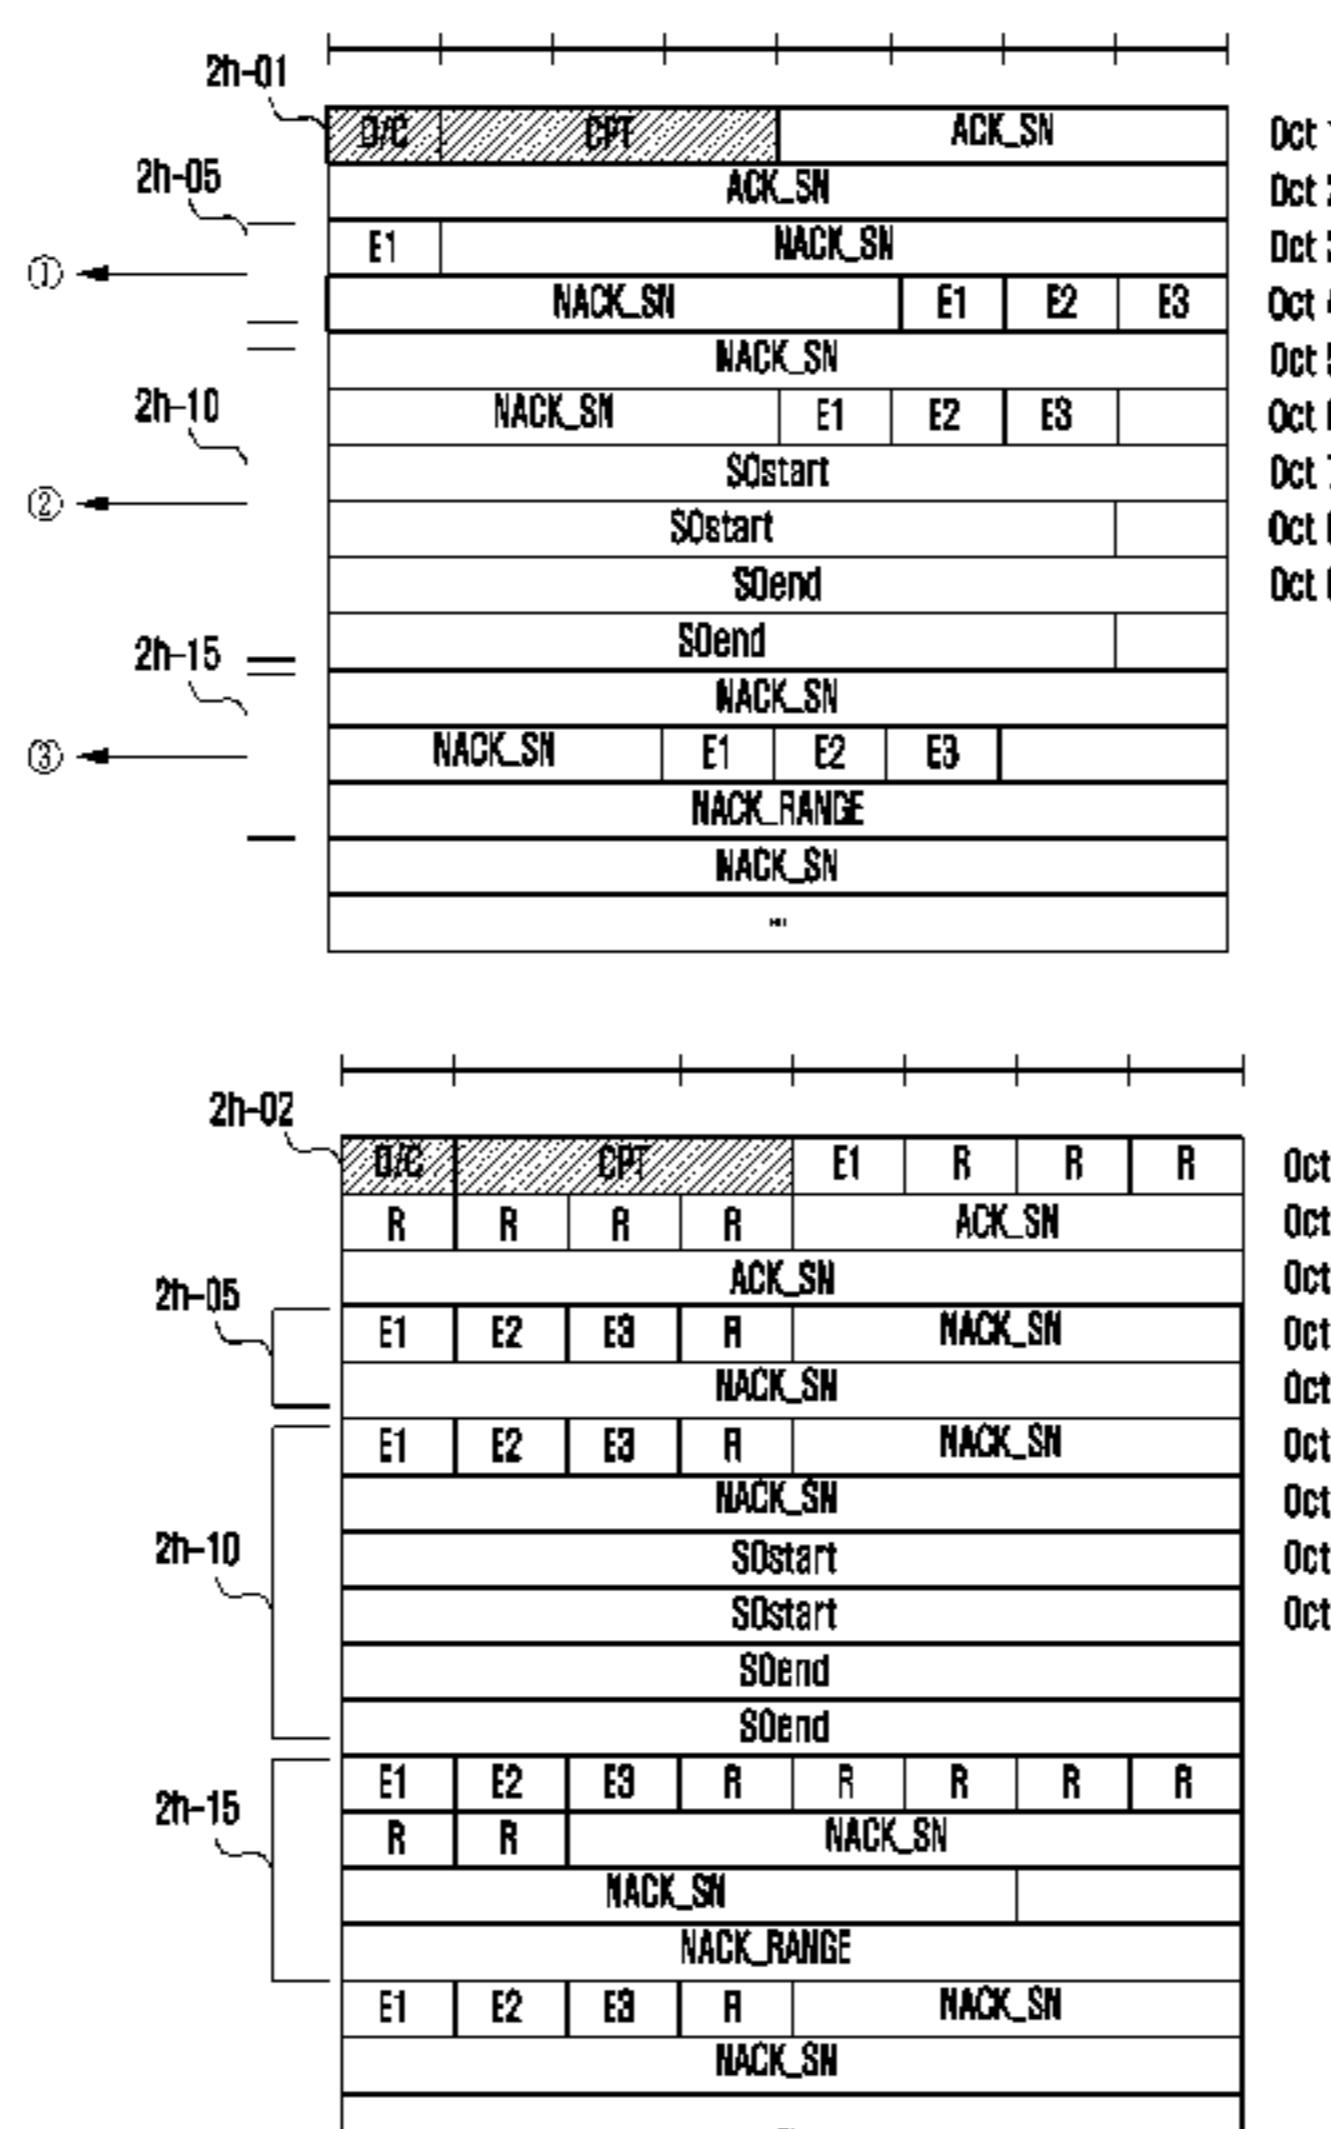 2h-01
D/C CPT ACK_SN Oct
ACK_SN Oct
2h-05
E1 NACK_SN Oct
①
NACK_SN E1 E2 E3 Oct
NACK_SN Oct
2h-10
NACK_SN E1 E2 E3 Oct
SOstart Oct
②
SOstart Oct
SOend Oct
2h-15
SOend
NACK_SN
③
NACK_SN E1 E2 E3
NACK_RANGE
NACK_SN
...
2h-02
D/C CPT E1 R R R Oct
R R R R ACK_SN Oct
ACK_SN Oct
2h-05
E1 E2 E3 R NACK_SN Oct
NACK_SN Oct
E1 E2 E3 R NACK_SN Oct
NACK_SN Oct
2h-10
SOstart Oct
SOstart Oct
SOend
SOend
E1 E2 E3 R R R R R
2h-15
R R NACK_SN
NACK_SN
NACK_RANGE
E1 E2 E3 R NACK_SN
NACK_SN